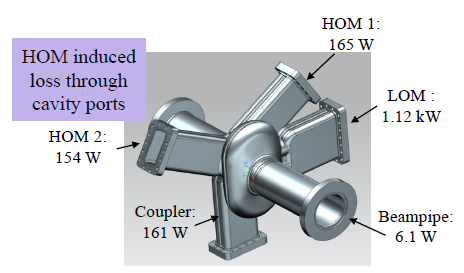 HOM 1:
165 W
HOM induced
loss through
cavity ports
LOM :
1.12 kW
HOM 2:
154 W
Coupler:
161 W
Beampipe:
6.1 W